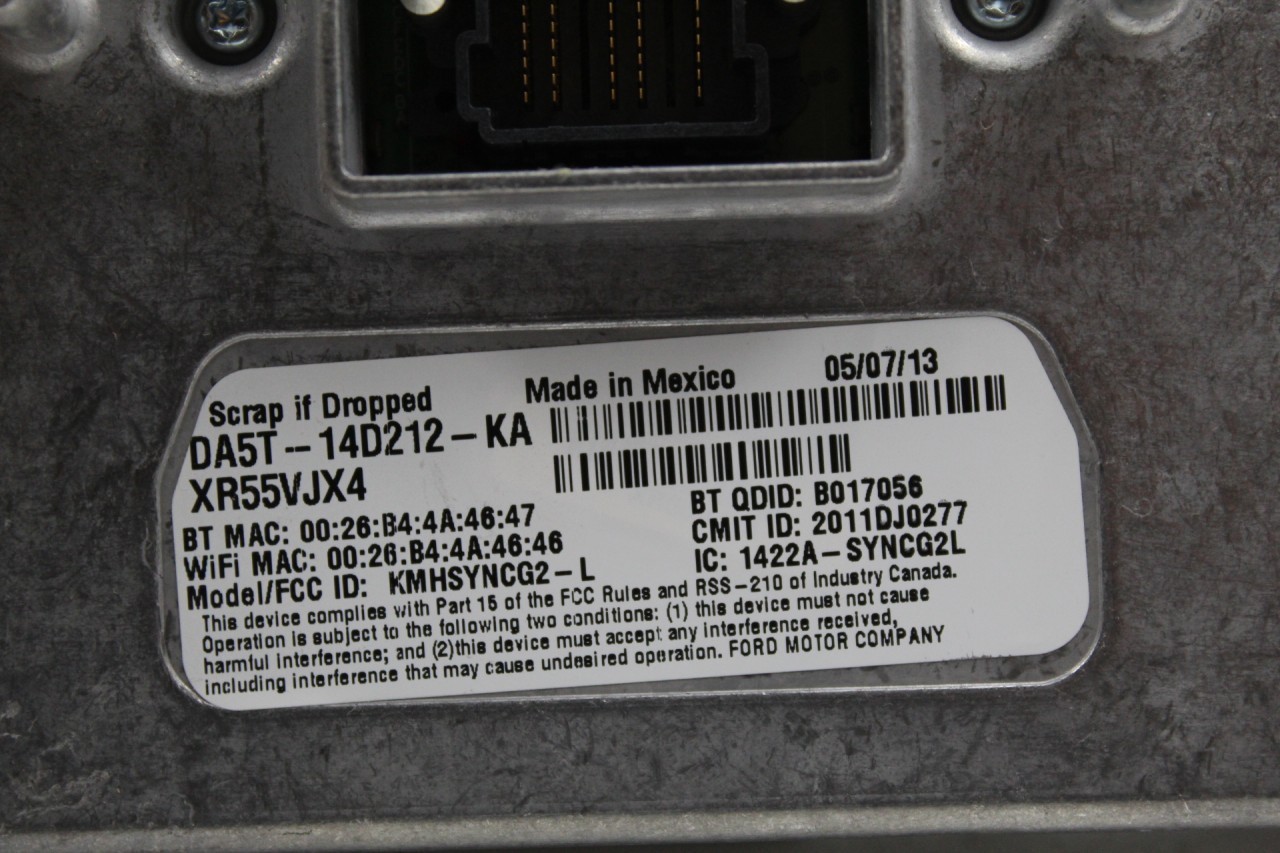 Scrap if Dropped Made in Mexico 05/07/13
DA5T-14D212-KA
XR55VJX4
BT MAC: 00:26:B4:4A:46:47 BT QDID: B017056
WiFi MAC: 00:26:B4:4A:46:46 CMIT ID: 2011DJ0277
Model/FCC ID: KMHSYNCG2-L IC: 1422A-SYNCG2L
This device complies with Part 15 of the FCC Rules and RSS-210 of Industry Canada.
Operation is subject to the following two conditions: (1) this device must not cause
harmful interference; and (2)this device must accept any interference received,
including interference that may cause undesired operation. FORD MOTOR COMPANY